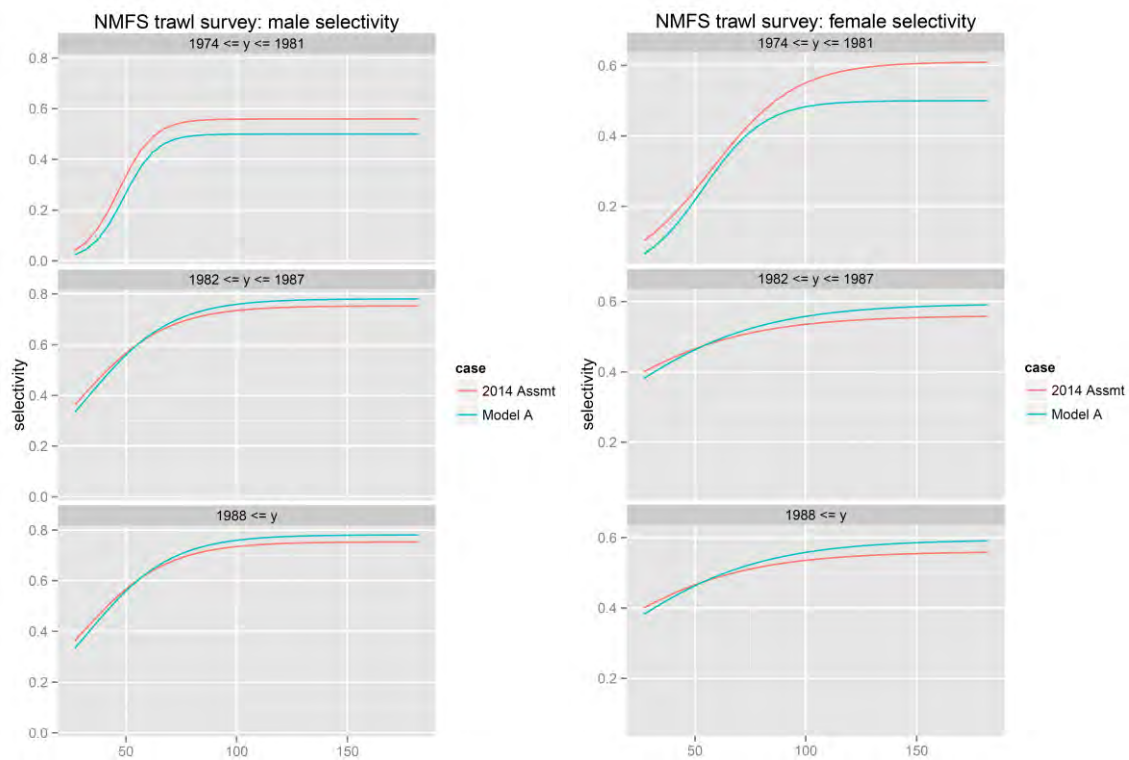 NMFS trawl survey: male selectivity
1974 <= y <= 1981
0.8
0.6
0.4
0.2
0.0
1982 <= y <= 1987
0.8
0.6
0.4
0.2
0.0
1988 <= y
0.8
0.6
0.4
0.2
0.0
50 100 150
selectivity
case
2014 Assmt
Model A
NMFS trawl survey: female selectivity
1974 <= y <= 1981
0.6
0.4
0.2
1982 <= y <= 1987
0.6
0.4
0.2
1988 <= y
0.6
0.4
0.2
50 100 150
selectivity
case
2014 Assmt
Model A